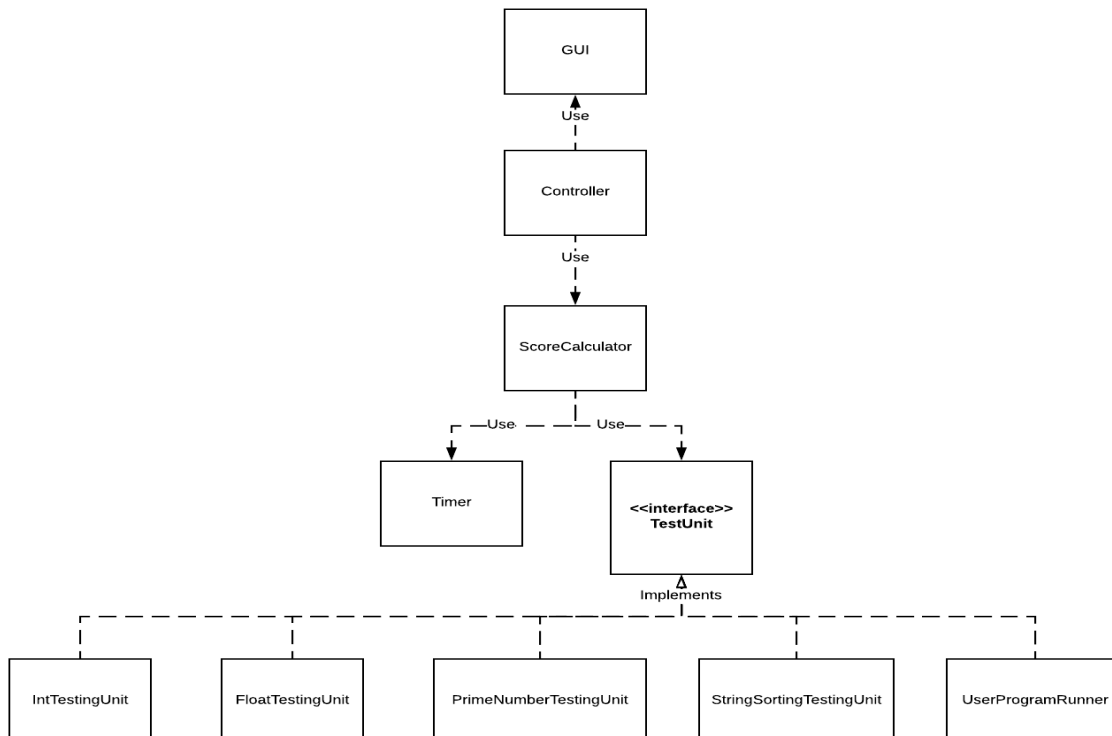 GUI
Use
Controller
Use
ScoreCalculator
Use
Use
Timer
<<interface>>
TestUnit
Implements
IntTestingUnit
FloatTestingUnit
PrimeNumberTestingUnit
StringSortingTestingUnit
UserProgramRunner